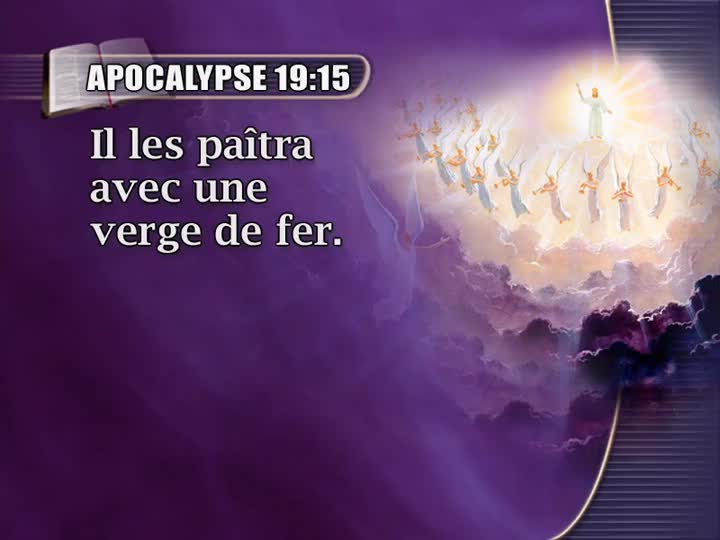 APOCALYPSE 19:15
Il les paîtra
avec une
verge de fer.